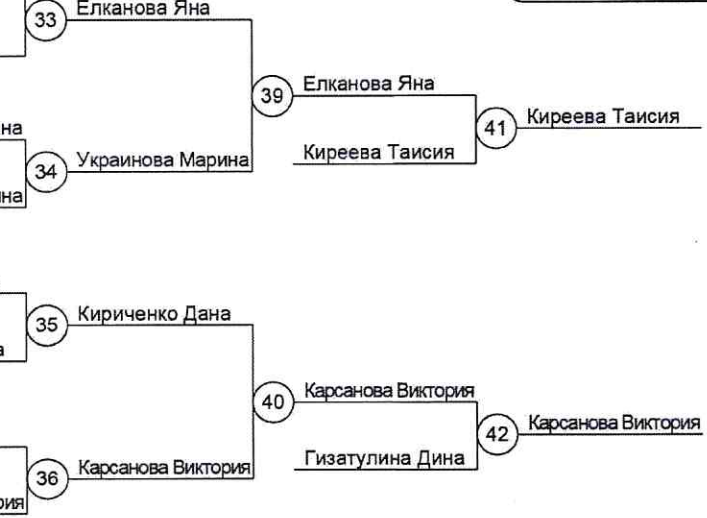 33 Елканова Яна
39 Елканова Яна
41 Киреева Таисия
34 Украинова Марина
Киреева Таисия
35 Кириченко Дана
40 Карсанова Виктория
42 Карсанова Виктория
Гизатулина Дина
36 Карсанова Виктория